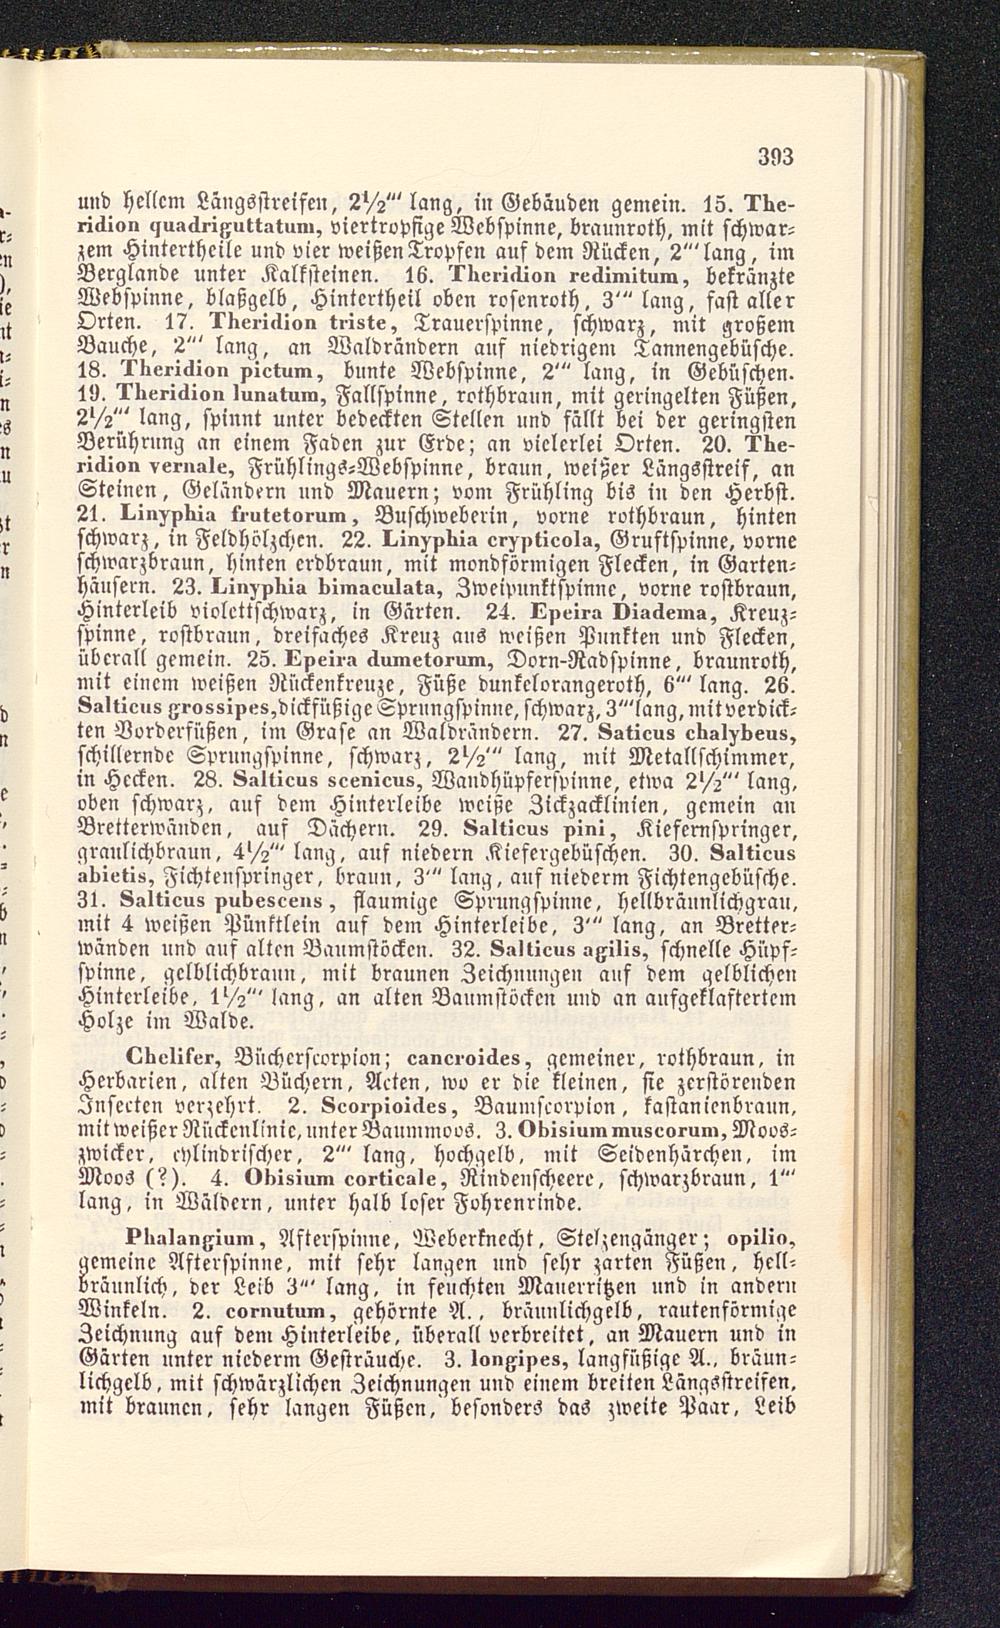 393
und hellem Längsstreifen, 2½‴ lang, in Gebäuden gemein. 15. The-
ridion quadriguttatum, viertropfige Webspinne, braunroth, mit schwar-
zem Hintertheile und vier weißen Tropfen auf dem Rücken, 2‴ lang, im
Berglande unter Kalksteinen. 16. Theridion redimitum, bekränzte
Webspinne, blaßgelb, Hintertheil oben rosenroth, 3‴ lang, fast aller
Orten. 17. Theridion triste, Trauerspinne, schwarz, mit großem
Bauche, 2‴ lang, an Waldrändern auf niedrigem Tannengebüsche.
18. Theridion pictum, bunte Webspinne, 2‴ lang, in Gebüschen.
19. Theridion lunatum, Fallspinne, rothbraun, mit geringelten Füßen,
2½‴ lang, spinnt unter bedeckten Stellen und fällt bei der geringsten
Berührung an einem Faden zur Erde; an vielerlei Orten. 20. The-
ridion vernale, Frühlings-Webspinne, braun, weißer Längsstreif, an
Steinen, Geländern und Mauern; vom Frühling bis in den Herbst.
21. Linyphia frutetorum, Buschweberin, vorne rothbraun, hinten
schwarz, in Feldhölzchen. 22. Linyphia crypticola, Gruftspinne, vorne
schwarzbraun, hinten erdbraun, mit mondförmigen Flecken, in Garten-
häusern. 23. Linyphia bimaculata, Zweipunktspinne, vorne rostbraun,
Hinterleib violettschwarz, in Gärten. 24. Epeira Diadema, Kreuz-
spinne, rostbraun, dreifaches Kreuz aus weißen Punkten und Flecken,
überall gemein. 25. Epeira dumetorum, Dorn-Radspinne, braunroth,
mit einem weißen Rückenkreuze, Füße dunkelorangeroth, 6‴ lang. 26.
Salticus grossipes, dickfüßige Sprungspinne, schwarz, 3‴ lang, mit verdick-
ten Vorderfüßen, im Grase an Waldrändern. 27. Saticus chalybeus,
schillernde Sprungspinne, schwarz, 2½‴ lang, mit Metallschimmer,
in Hecken. 28. Salticus scenicus, Wandhüpferspinne, etwa 2½‴ lang,
oben schwarz, auf dem Hinterleibe weiße Zickzacklinien, gemein an
Bretterwänden, auf Dächern. 29. Salticus pini, Kiefernspringer,
graulichbraun, 4½‴ lang, auf niedern Kiefergebüschen. 30. Salticus
abietis, Fichtenspringer, braun, 3‴ lang, auf niederm Fichtengebüsche.
31. Salticus pubescens, flaumige Sprungspinne, hellbräunlichgrau,
mit 4 weißen Pünktlein auf dem Hinterleibe, 3‴ lang, an Bretter-
wänden und auf alten Baumstöcken. 32. Salticus agilis, schnelle Hüpf-
spinne, gelblichbraun, mit braunen Zeichnungen auf dem gelblichen
Hinterleibe, 1½‴ lang, an alten Baumstöcken und an aufgeklaftertem
Holze im Walde.
Chelifer, Bücherscorpion; cancroides, gemeiner, rothbraun, in
Herbarien, alten Büchern, Acten, wo er die kleinen, sie zerstörenden
Insecten verzehrt. 2. Scorpioides, Baumscorpion, kastanienbraun,
mit weißer Rückenlinie, unter Baummoos. 3. Obisium muscorum, Moos-
zwicker, cylindrischer, 2‴ lang, hochgelb, mit Seidenhärchen, im
Moos (?). 4. Obisium corticale, Rindenscheere, schwarzbraun, 1‴
lang, in Wäldern, unter halb loser Fohrenrinde.
Phalangium, Afterspinne, Weberknecht, Stelzengänger; opilio,
gemeine Afterspinne, mit sehr langen und sehr zarten Füßen, hell-
bräunlich, der Leib 3‴ lang, in feuchten Mauerritzen und in andern
Winkeln. 2. cornutum, gehörnte A., bräunlichgelb, rautenförmige
Zeichnung auf dem Hinterleibe, überall verbreitet, an Mauern und in
Gärten unter niederm Gesträuche. 3. longipes, langfüßige A., bräun-
lichgelb, mit schwärzlichen Zeichnungen und einem breiten Längsstreifen,
mit braunen, sehr langen Füßen, besonders das zweite Paar, Leib